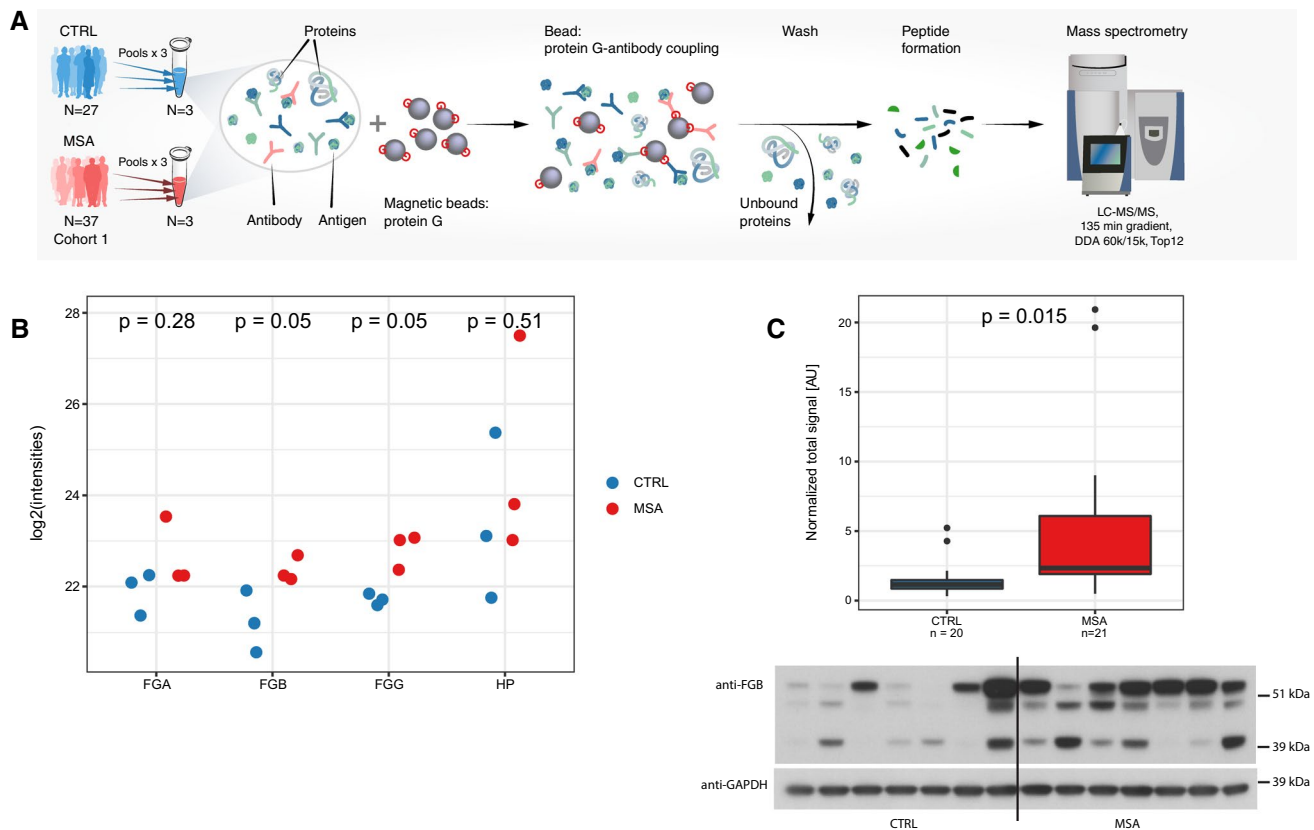 A
CTRL
Pools x 3
N=27
N=3
MSA
Pools x 3
N=37
N=3
Cohort 1
Proteins
Antibody
Antigen
+
Magnetic beads:
protein G
Bead:
protein G-antibody coupling
Wash
Unbound
proteins
Peptide
formation
Mass spectrometry
LC-MS/MS,
135 min gradient,
DDA 60k/15k, Top12
B
log2(intensities)
28
26
24
22
p = 0.28
p = 0.05
p = 0.05
p = 0.51
FGA
FGB
FGG
HP
CTRL
MSA
C
Normalized total signal [AU]
20
15
10
5
0
p = 0.015
CTRL
n = 20
MSA
n=21
anti-FGB
51 kDa
39 kDa
anti-GAPDH
39 kDa
CTRL
MSA